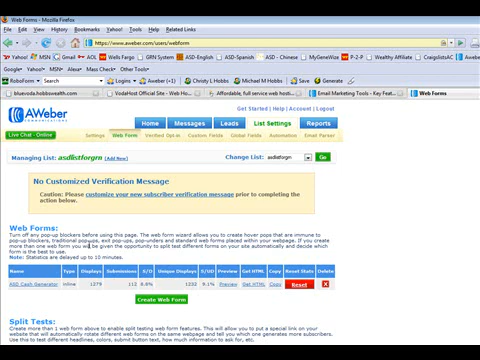 Web Forms - Mozilla Firefox
File Edit View History Bookmarks Yahoo! Tools Help
https://www.aweber.com/users/webform
MSN Gmail Yahoo Loans GRN System ASD-English ASD-Spanish ASD - Chinese MyGeneWize P-2-P Wealthy Affiliate CraigslistAC
RoboForm Logins Aweber (+1) Christy L Hobbs Michael M Hobbs Save Generate
bluevoda.hobbswealth.com VodaHost Official Site - Web Ho Affordable, full service web hosti Email Marketing Tools - Key Feat Web Forms
AWeber
Get Started | Help | Account | Logout
Home Messages Leads List Settings Reports
Live Chat - Online
Settings Web Form Verified Opt-in Custom Fields Global Fields Automation Email Parser
Managing List: asdlistforgrn [Add New] Change List: asdlistforgrn Go
No Customized Verification Message
Caution: Please customize your new subscriber verification message prior to completing the
action below.
Web Forms:
Turn off any pop-up blockers before using this page. The web form wizard allows you to create hover pops that are immune to
pop-up blockers, traditional popups, exit pop-ups, pop-unders and standard web forms placed within your webpage. If you create
more than one web form you will be given the opportunity to split test different forms on your site automatically and decide which
form is the best to use.
Note: Statistics are delayed up to 10 minutes.
Name Type Displays Submissions S/D Unique Displays S/UD Preview Get HTML Copy Reset Stats Delete
ASD Cash Generator inline 1279 112 8.8% 1232 9.1% Preview Get HTML Copy Reset X
Create Web Form
Split Tests:
Create more than 1 web form above to enable split testing web form features. This will allow you to put a special link on your
website that will automatically rotate different web forms on the same webpage and tell you which one generates more subscribers.
Use this to test different headlines, colors, submit button text, how much information to ask for, etc.